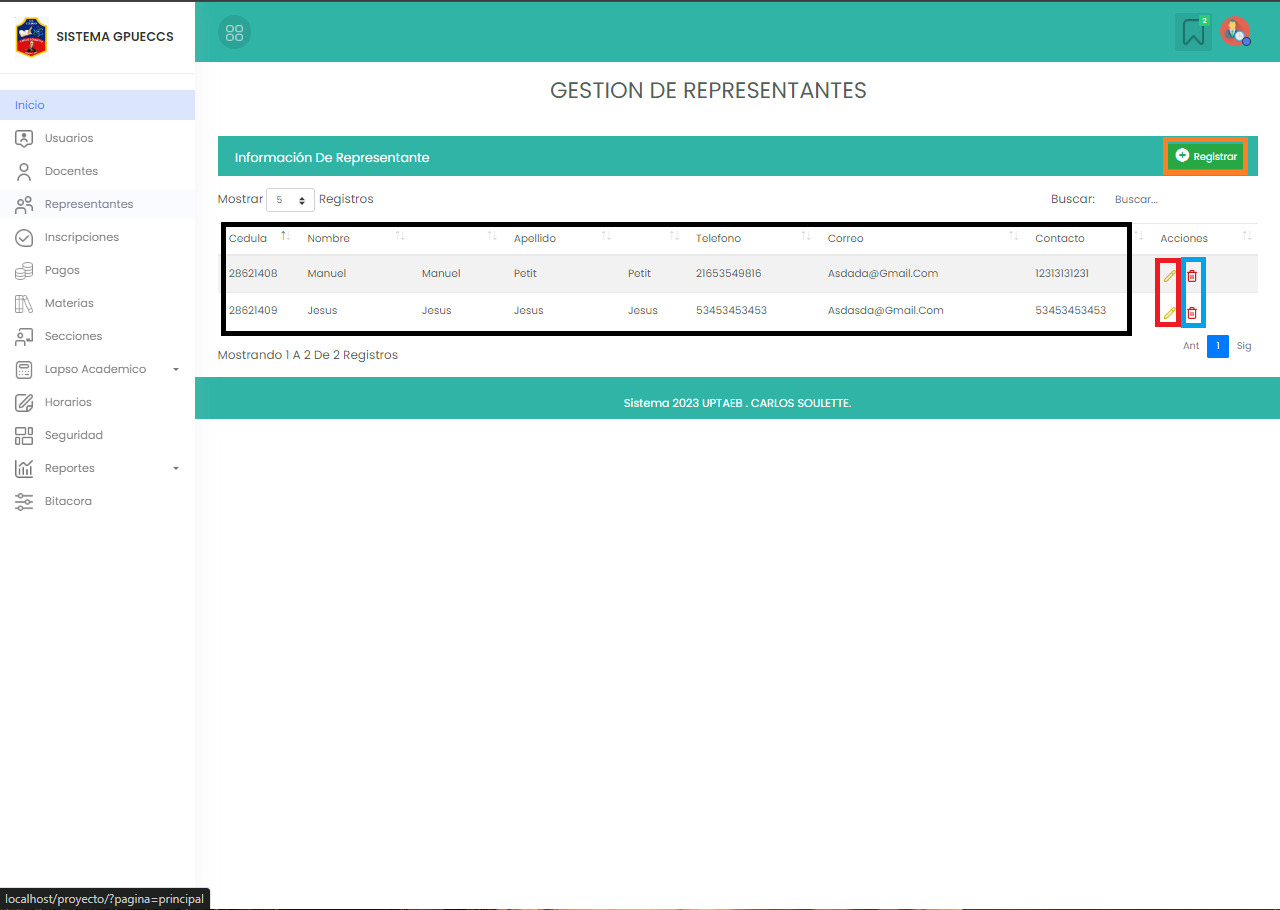 SISTEMA GPUECCS
2
Inicio
Usuarios
Docentes
Representantes
Inscripciones
Pagos
Materias
Secciones
Lapso Academico
Horarios
Seguridad
Reportes
Bitacora
GESTION DE REPRESENTANTES
Información De Representante
Registrar
Mostrar 5 Registros Buscar: Buscar...
Cedula Nombre Apellido Telefono Correo Contacto Acciones
28621408 Manuel Manuel Petit Petit 21653549816 Asdada@Gmail.Com 12313131231
28621409 Jesus Jesus Jesus Jesus 53453453453 Asdasda@Gmail.Com 53453453453
Mostrando 1 A 2 De 2 Registros
Ant 1 Sig
Sistema 2023 UPTAEB . CARLOS SOULETTE.
localhost/proyecto/?pagina=principal